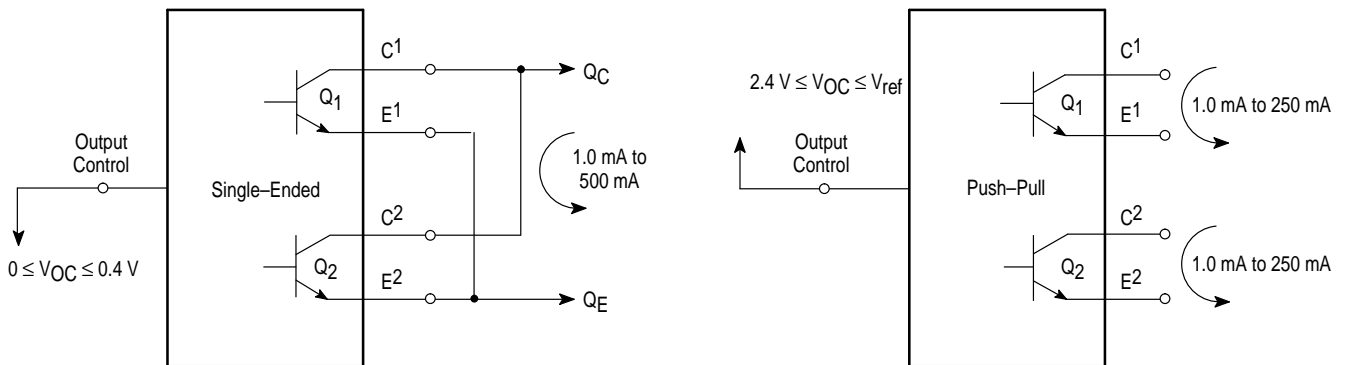 C1
QC
Q1
E1
Output
Control
1.0 mA to
500 mA
Single–Ended
C2
0 ≤ VOC ≤ 0.4 V
Q2
E2
QE
C1
2.4 V ≤ VOC ≤ Vref
Q1
1.0 mA to 250 mA
E1
Output
Control
Push–Pull
C2
Q2
1.0 mA to 250 mA
E2